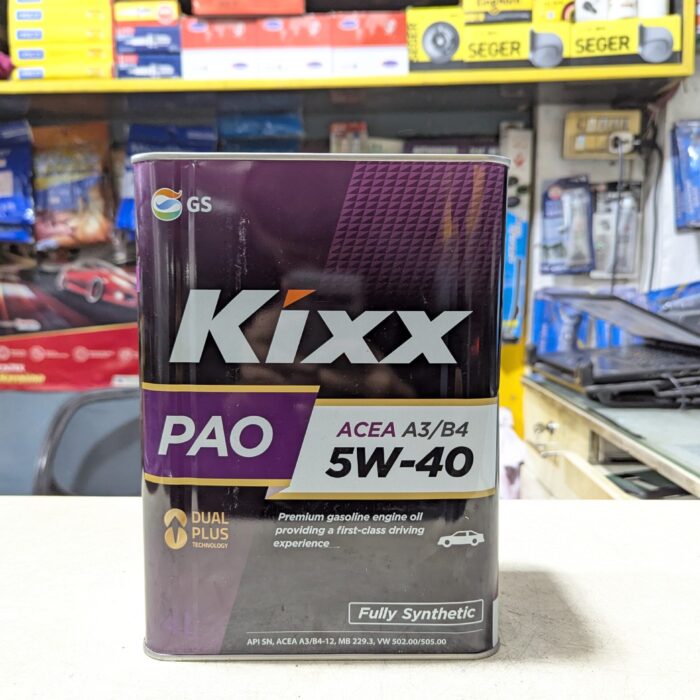 SEGER
SEGER
GS
Kixx
PAO
ACEA A3/B4
5W-40
DUAL
PLUS
TECHNOLOGY
Premium gasoline engine oil
providing a first-class driving
experience
Fully Synthetic
4L
API SN, ACEA A3/B4-12, MB 229.3, VW 502.00/505.00